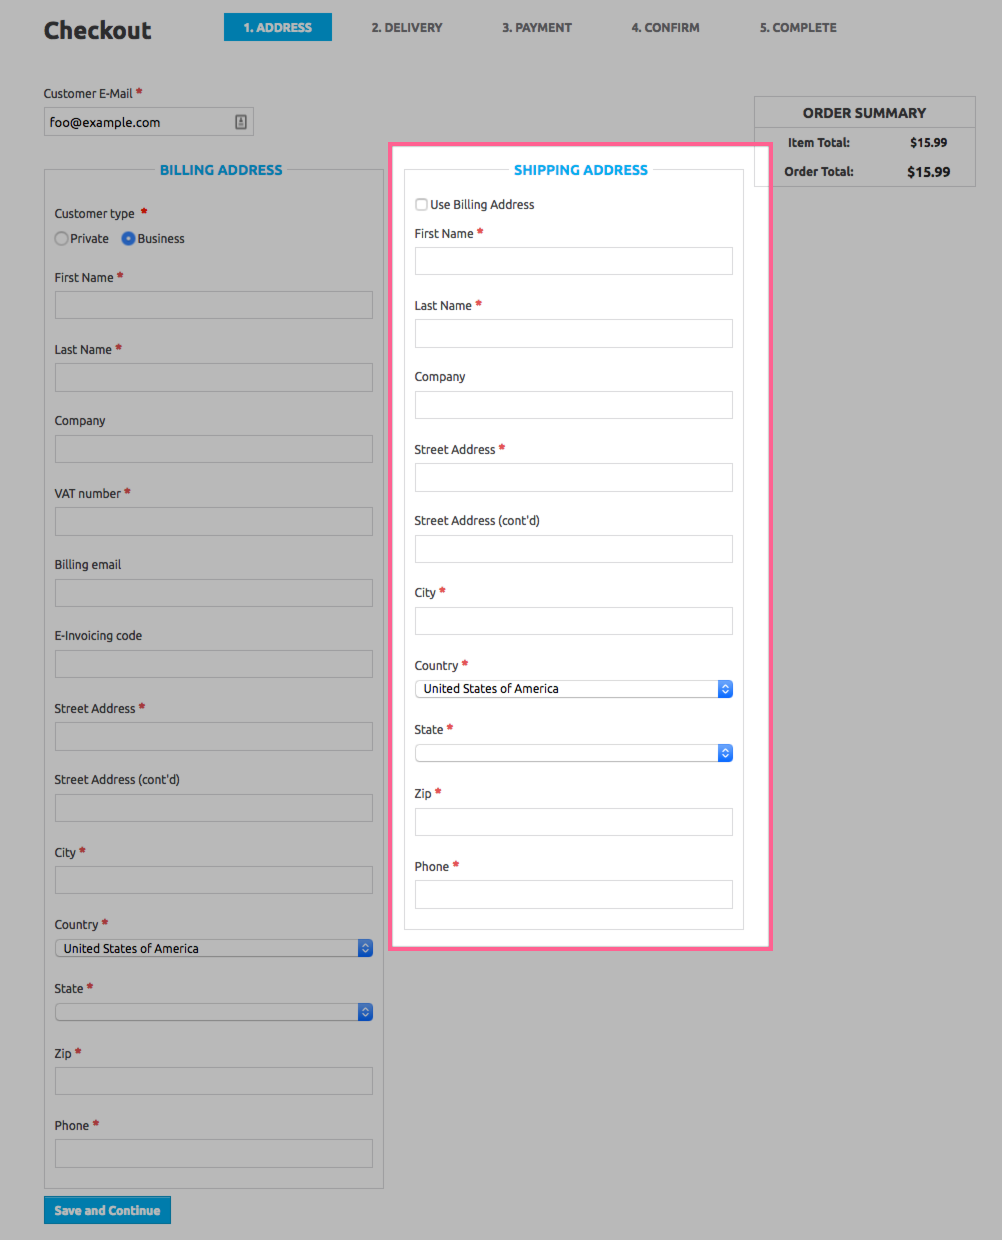 Checkout
1. ADDRESS
2. DELIVERY
3. PAYMENT
4. CONFIRM
5. COMPLETE
Customer E-Mail *
foo@example.com
ORDER SUMMARY
Item Total: $15.99
Order Total: $15.99
BILLING ADDRESS
Customer type *
Private Business
First Name *
Last Name *
Company
VAT number *
Billing email
E-Invoicing code
Street Address *
Street Address (cont'd)
City *
Country *
United States of America
State *
Zip *
Phone *
SHIPPING ADDRESS
Use Billing Address
First Name *
Last Name *
Company
Street Address *
Street Address (cont'd)
City *
Country *
United States of America
State *
Zip *
Phone *
Save and Continue